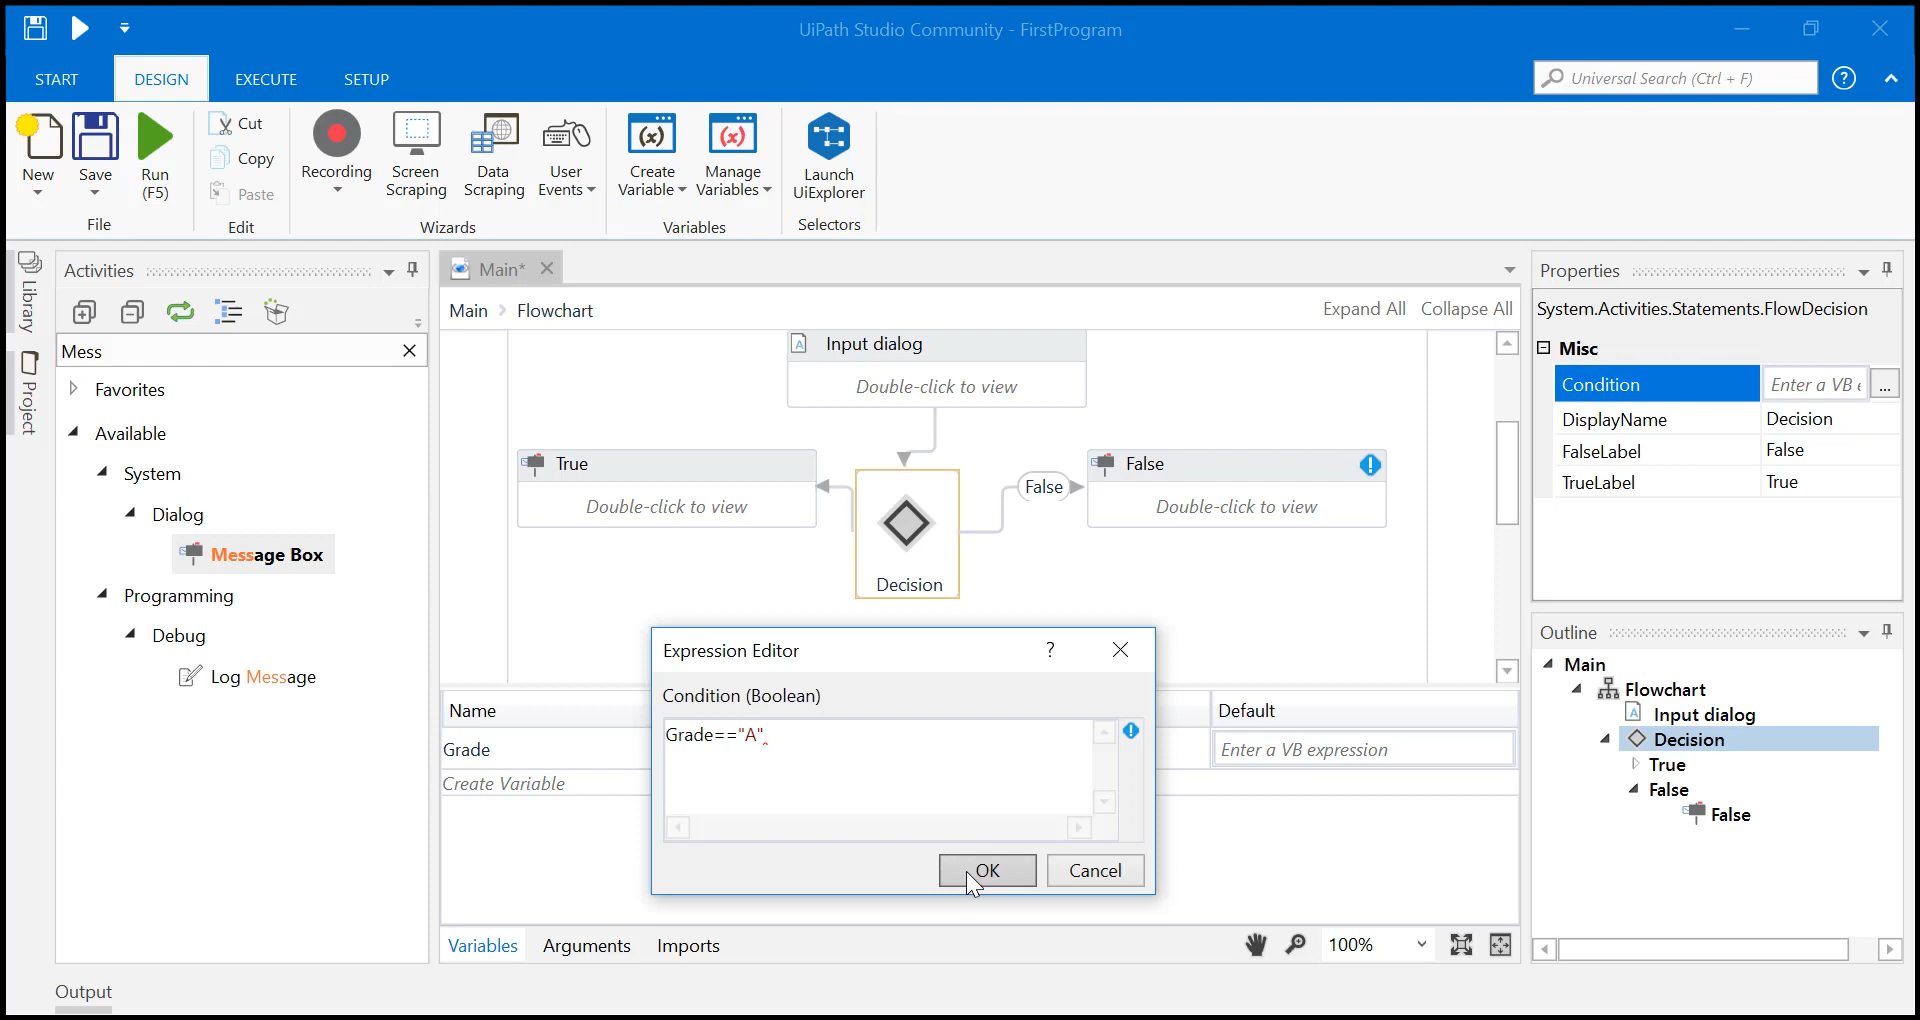 UiPath Studio Community - FirstProgram
START DESIGN EXECUTE SETUP
Universal Search (Ctrl + F)
New
Save
Run
(F5)
File
Cut
Copy
Paste
Edit
Recording
Screen
Scraping
Data
Scraping
User
Events
Wizards
Create
Variable
Manage
Variables
Variables
Launch
UiExplorer
Selectors
Library
Project
Activities
Mess
Favorites
Available
System
Dialog
Message Box
Programming
Debug
Log Message
Main*
Main Flowchart
Expand All Collapse All
Input dialog
Double-click to view
True
Double-click to view
Decision
False
False
Double-click to view
Expression Editor
Condition (Boolean)
Grade=="A"
OK Cancel
Name Default
Grade Enter a VB expression
Create Variable
Variables Arguments Imports
100%
Properties
System.Activities.Statements.FlowDecision
Misc
Condition Enter a VB e ...
DisplayName Decision
FalseLabel False
TrueLabel True
Outline
Main
Flowchart
Input dialog
Decision
True
False
False
Output